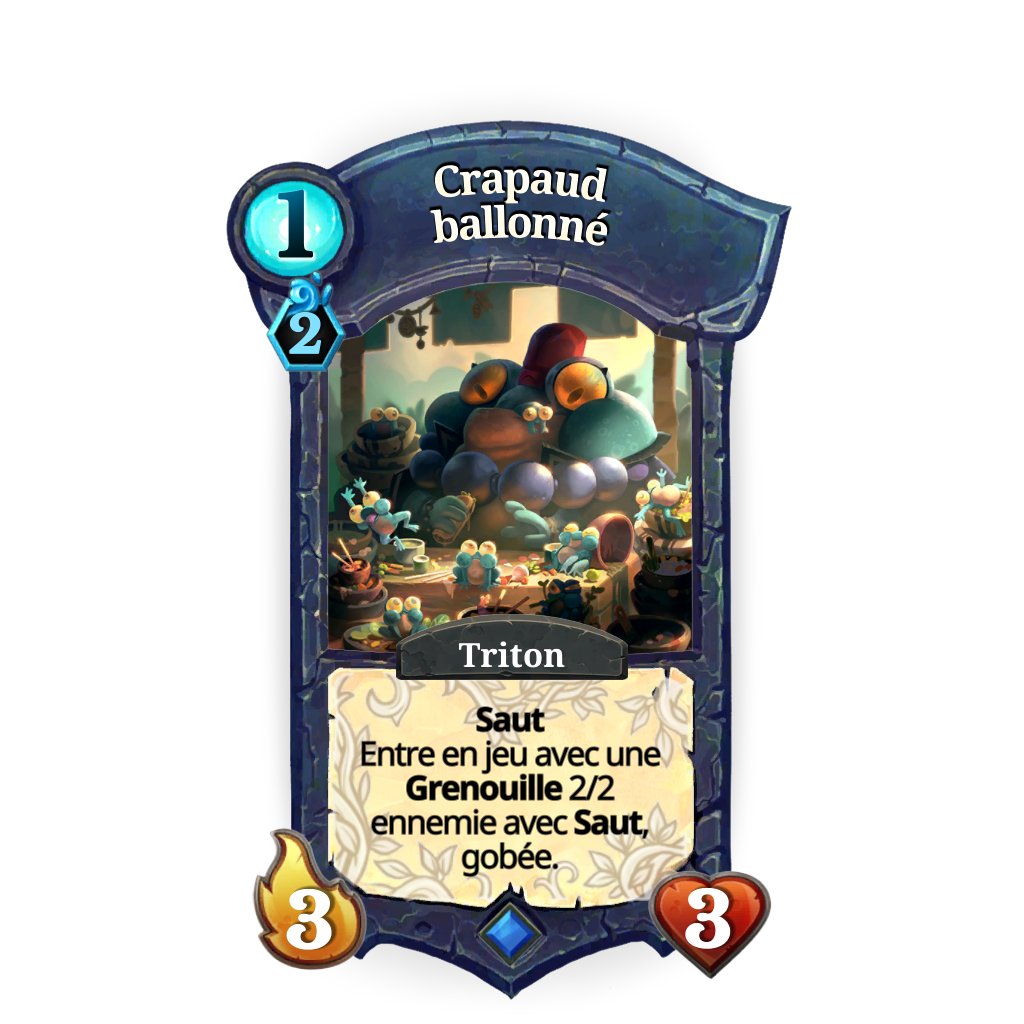 Crapaud
ballonné
1
2
Triton
Saut
Entre en jeu avec une
Grenouille 2/2
ennemie avec Saut,
gobée.
3
3